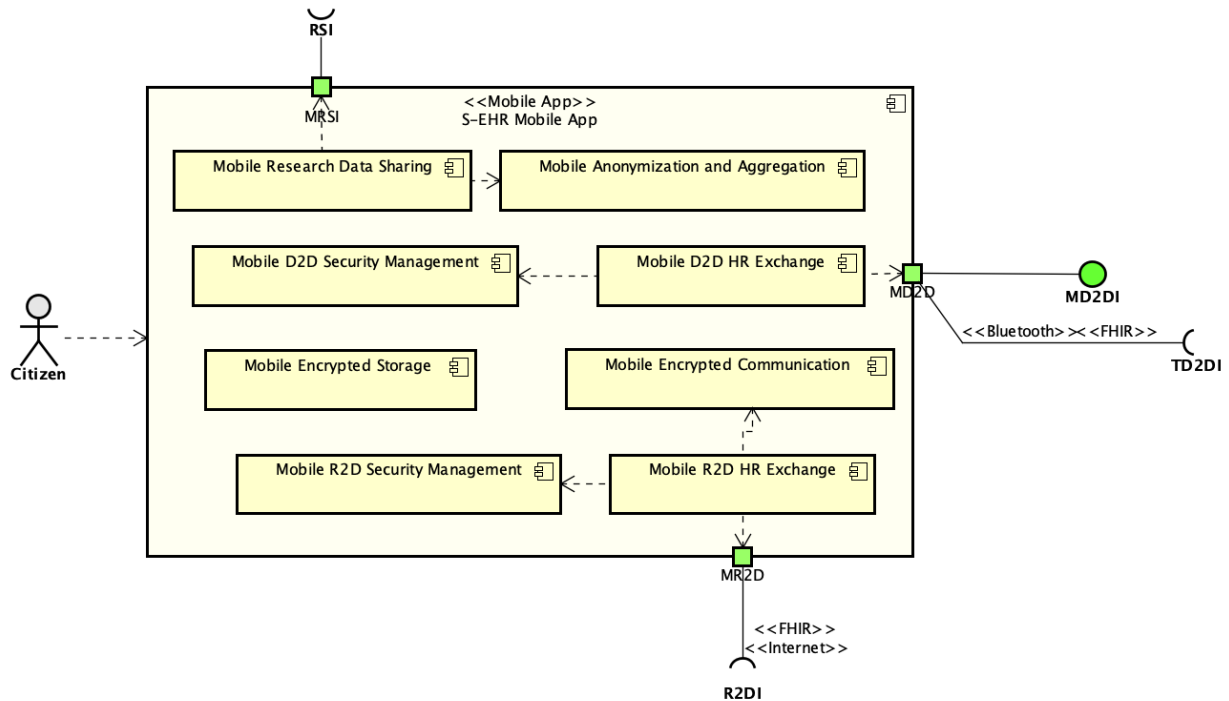 RSI
<<Mobile App>>
S-EHR Mobile App
MRSI
Mobile Research Data Sharing
Mobile Anonymization and Aggregation
Mobile D2D Security Management
Mobile D2D HR Exchange
MD2D
MD2DI
<<Bluetooth>><<FHIR>>
TD2DI
Citizen
Mobile Encrypted Storage
Mobile Encrypted Communication
Mobile R2D Security Management
Mobile R2D HR Exchange
MR2D
<<FHIR>>
<<Internet>>
R2DI